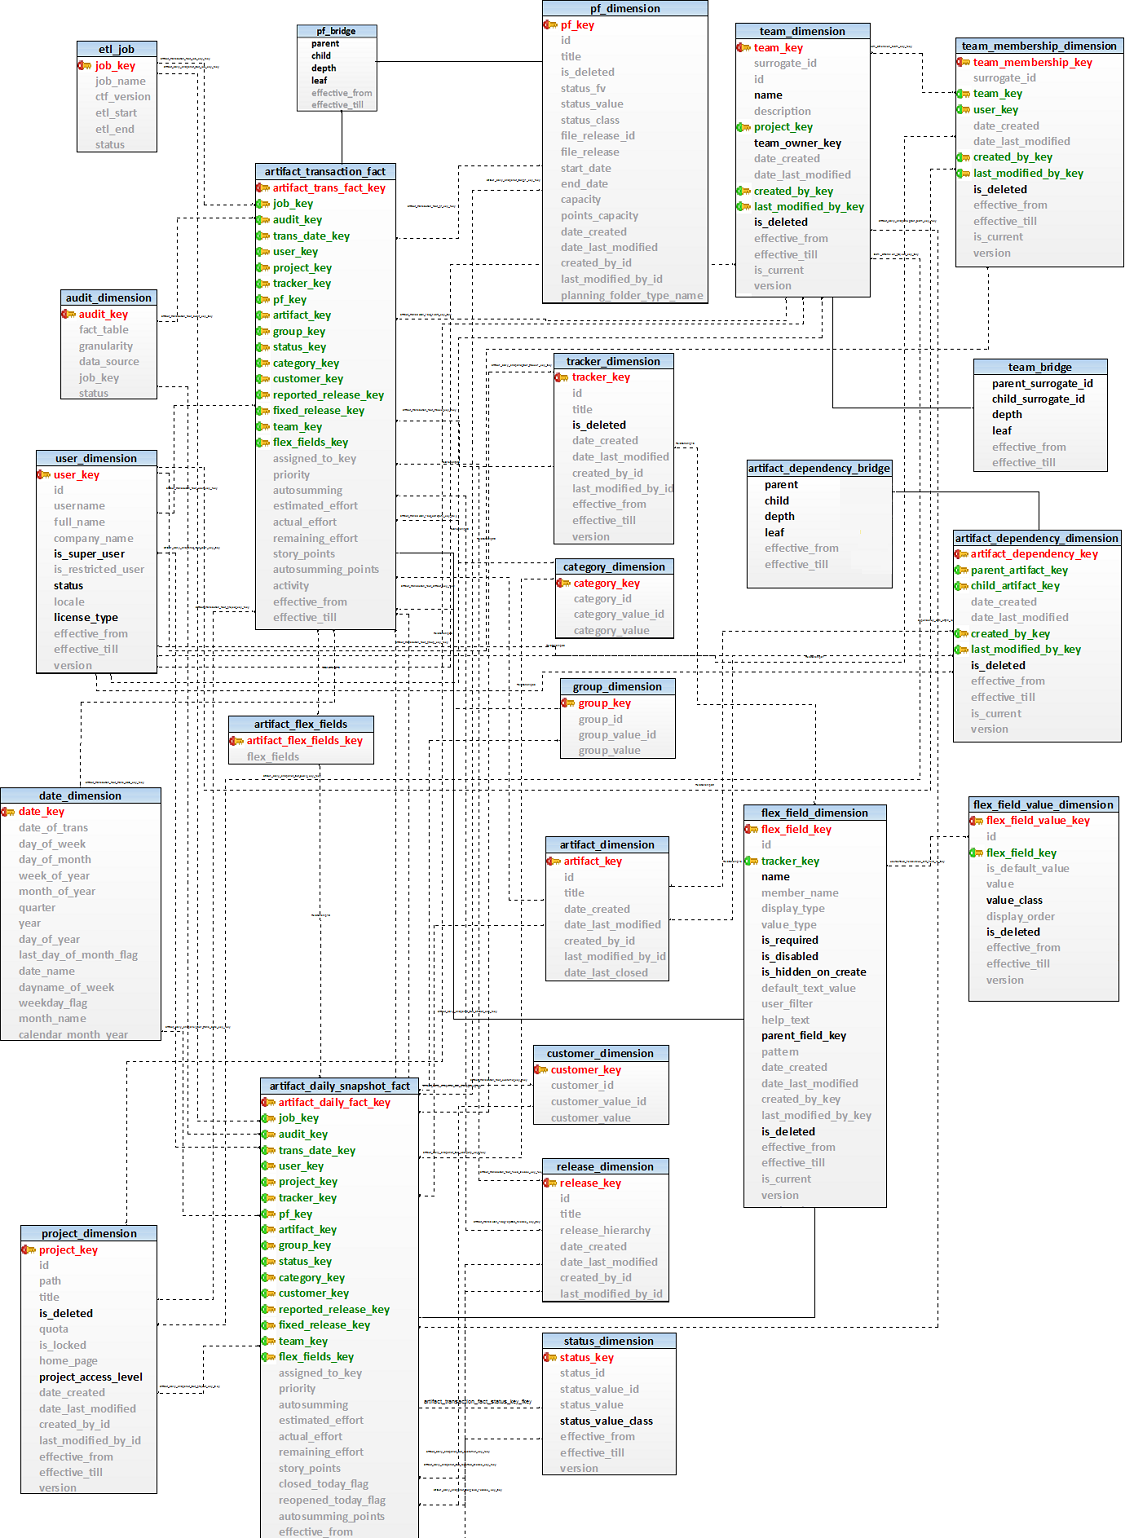 etl_job
job_key
job_name
ctf_version
etl_start
etl_end
status
pf_bridge
parent
child
depth
leaf
effective_from
effective_till
pf_dimension
pf_key
id
title
is_deleted
status_fv
status_value
status_class
file_release_id
file_release
start_date
end_date
capacity
points_capacity
date_created
date_last_modified
created_by_id
last_modified_by_id
planning_folder_type_name
team_dimension
team_key
surrogate_id
id
name
description
project_key
team_owner_key
date_created
date_last_modified
created_by_key
last_modified_by_key
is_deleted
effective_from
effective_till
is_current
version
team_membership_dimension
team_membership_key
surrogate_id
team_key
user_key
date_created
date_last_modified
created_by_key
last_modified_by_key
is_deleted
effective_from
effective_till
is_current
version
artifact_transaction_fact
artifact_trans_fact_key
job_key
audit_key
trans_date_key
user_key
project_key
tracker_key
pf_key
artifact_key
group_key
status_key
category_key
customer_key
reported_release_key
fixed_release_key
team_key
flex_fields_key
assigned_to_key
priority
autosumming
estimated_effort
actual_effort
remaining_effort
story_points
autosumming_points
activity
effective_from
effective_till
audit_dimension
audit_key
fact_table
granularity
data_source
job_key
status
tracker_dimension
tracker_key
id
title
is_deleted
date_created
date_last_modified
created_by_id
last_modified_by_id
effective_from
effective_till
version
team_bridge
parent_surrogate_id
child_surrogate_id
depth
leaf
effective_from
effective_till
user_dimension
user_key
id
username
full_name
company_name
is_super_user
is_restricted_user
status
locale
license_type
effective_from
effective_till
version
artifact_dependency_bridge
parent
child
depth
leaf
effective_from
effective_till
artifact_dependency_dimension
artifact_dependency_key
parent_artifact_key
child_artifact_key
date_created
date_last_modified
created_by_key
last_modified_by_key
is_deleted
effective_from
effective_till
is_current
version
category_dimension
category_key
category_id
category_value_id
category_value
group_dimension
group_key
group_id
group_value_id
group_value
artifact_flex_fields
artifact_flex_fields_key
flex_fields
date_dimension
date_key
date_of_trans
day_of_week
day_of_month
week_of_year
month_of_year
quarter
year
day_of_year
last_day_of_month_flag
date_name
dayname_of_week
weekday_flag
month_name
calendar_month_year
artifact_dimension
artifact_key
id
title
date_created
date_last_modified
created_by_id
last_modified_by_id
date_last_closed
flex_field_dimension
flex_field_key
id
tracker_key
name
member_name
display_type
value_type
is_required
is_disabled
is_hidden_on_create
default_text_value
user_filter
help_text
parent_field_key
pattern
date_created
date_last_modified
created_by_key
last_modified_by_key
is_deleted
effective_from
effective_till
is_current
version
flex_field_value_dimension
flex_field_value_key
id
flex_field_key
is_default_value
value
value_class
display_order
is_deleted
effective_from
effective_till
version
customer_dimension
customer_key
customer_id
customer_value_id
customer_value
artifact_daily_snapshot_fact
artifact_daily_fact_key
job_key
audit_key
trans_date_key
user_key
project_key
tracker_key
pf_key
artifact_key
group_key
status_key
category_key
customer_key
reported_release_key
fixed_release_key
team_key
flex_fields_key
assigned_to_key
priority
autosumming
estimated_effort
actual_effort
remaining_effort
story_points
closed_today_flag
reopened_today_flag
autosumming_points
effective_from
release_dimension
release_key
id
title
release_hierarchy
date_created
date_last_modified
created_by_id
last_modified_by_id
project_dimension
project_key
id
path
title
is_deleted
quota
is_locked
home_page
project_access_level
date_created
date_last_modified
created_by_id
last_modified_by_id
effective_from
effective_till
version
status_dimension
status_key
status_id
status_value_id
status_value
status_value_class
effective_from
effective_till
version
artifact_transaction_fact_status_key_fkey